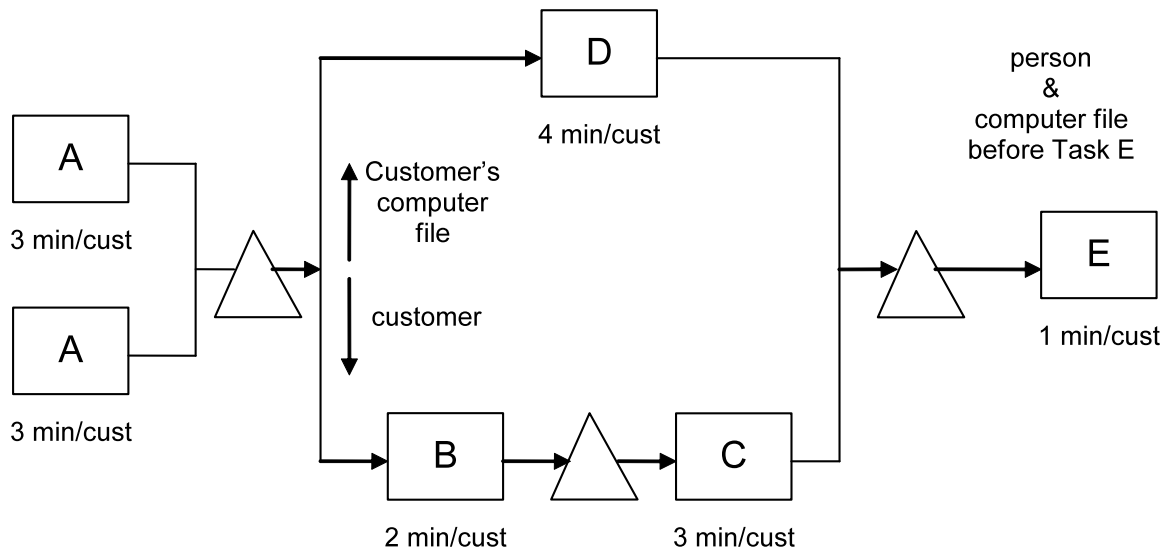 D
4 min/cust
person
&
computer file
before Task E
A
3 min/cust
Customer's
computer
file
E
1 min/cust
customer
A
3 min/cust
B
2 min/cust
C
3 min/cust